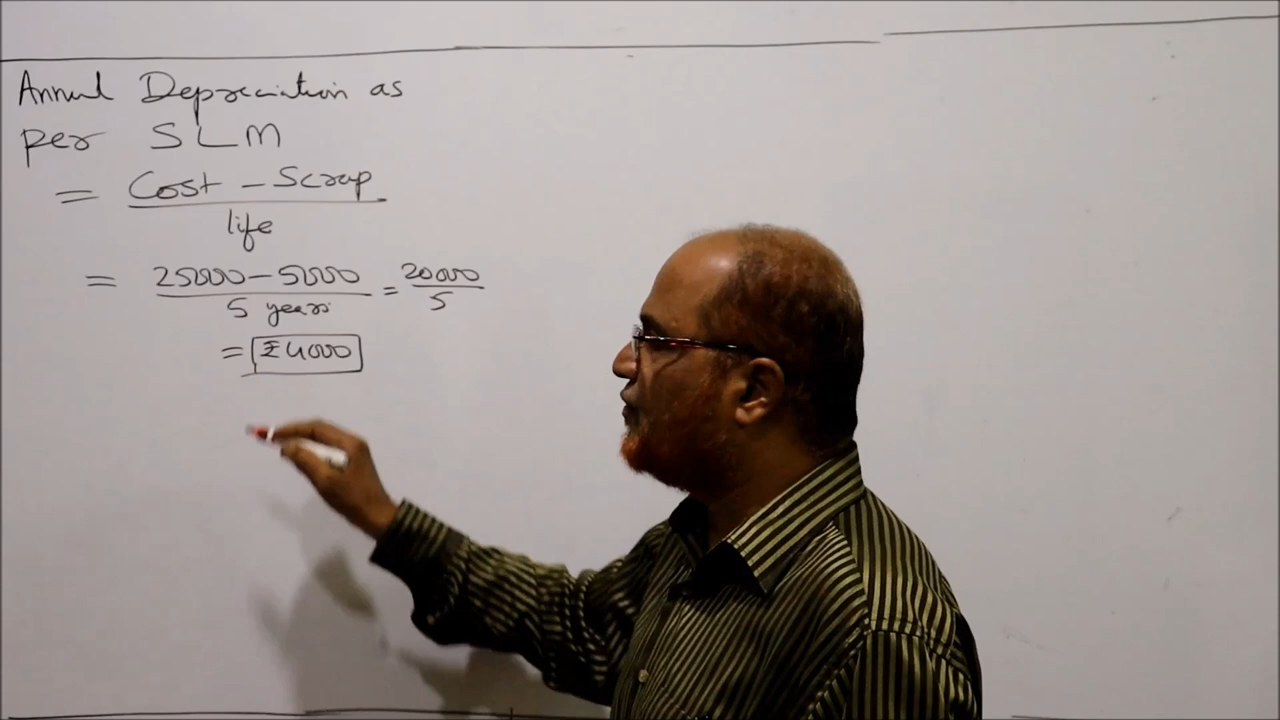 Annual Depreciation as
per SLM
= Cost - Scrap
life
= 25000 - 5000 = 20000
5 years 5
= ₹4000